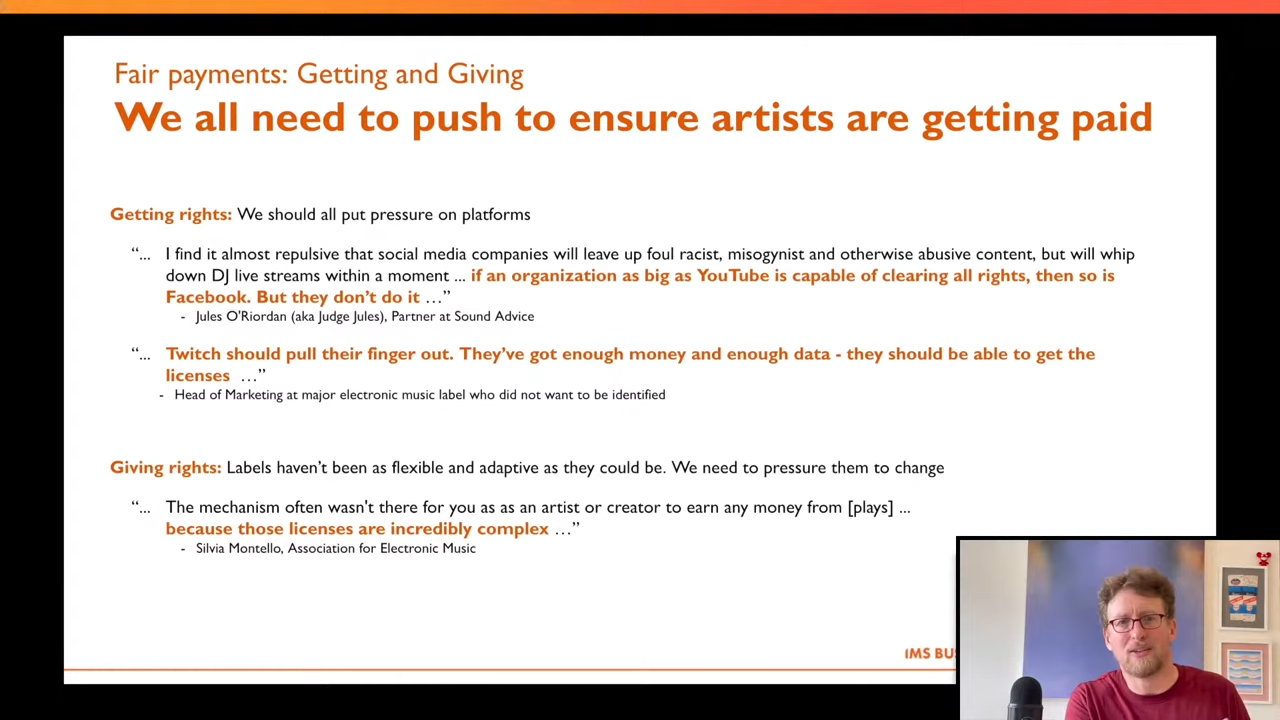 Fair payments: Getting and Giving
We all need to push to ensure artists are getting paid
Getting rights: We should all put pressure on platforms
“... I find it almost repulsive that social media companies will leave up foul racist, misogynist and otherwise abusive content, but will whip
down DJ live streams within a moment ... if an organization as big as YouTube is capable of clearing all rights, then so is
Facebook. But they don’t do it …”
- Jules O'Riordan (aka Judge Jules), Partner at Sound Advice
“... Twitch should pull their finger out. They’ve got enough money and enough data - they should be able to get the
licenses …”
- Head of Marketing at major electronic music label who did not want to be identified
Giving rights: Labels haven’t been as flexible and adaptive as they could be. We need to pressure them to change
“... The mechanism often wasn't there for you as as an artist or creator to earn any money from [plays] ...
because those licenses are incredibly complex …”
- Silvia Montello, Association for Electronic Music
IMS